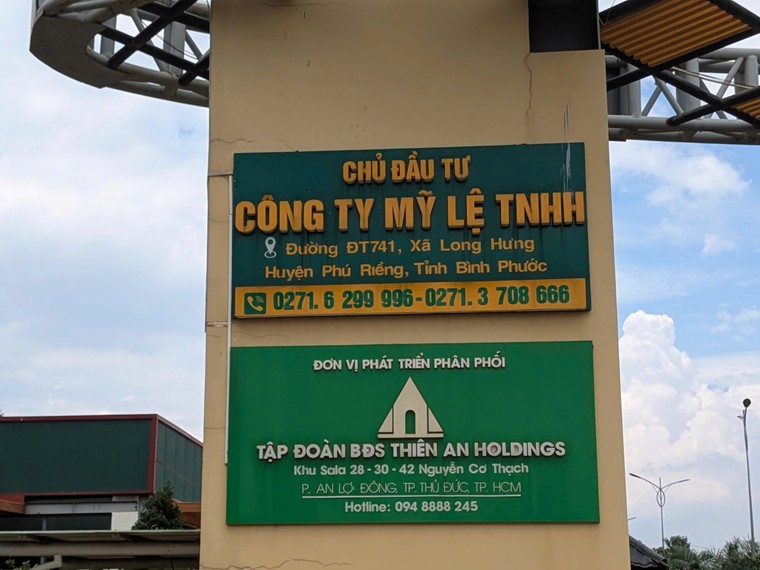 CHỦ ĐẦU TƯ
CÔNG TY MỸ LỆ TNHH
Đường ĐT741, Xã Long Hưng
Huyện Phú Riềng, Tỉnh Bình Phước
0271. 6 299 996 - 0271. 3 708 666
ĐƠN VỊ PHÁT TRIỂN PHÂN PHỐI
TẬP ĐOÀN BĐS THIÊN AN HOLDINGS
Khu Sala 28 - 30 - 42 Nguyễn Cơ Thạch
P. AN LỢI ĐÔNG, TP. THỦ ĐỨC, TP. HCM
Hotline: 094 8888 245